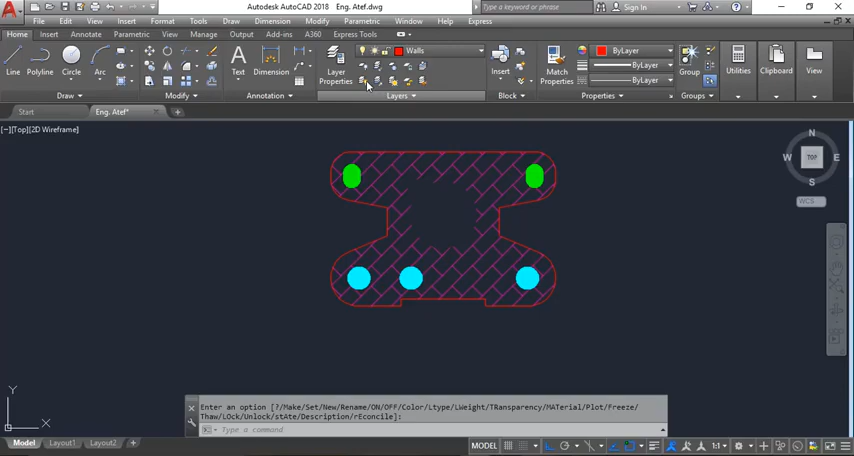 Autodesk AutoCAD 2018   Eng. Atef.dwg
Type a keyword or phrase
Sign In
File Edit View Insert Format Tools Draw Dimension Modify Parametric Window Help Express
Home Insert Annotate Parametric View Manage Output Add-ins A360 Express Tools
Line Polyline Circle Arc
Text Dimension
Layer Properties
Walls
Insert
Match Properties
ByLayer
ByLayer
ByLayer
Group
Utilities
Clipboard
View
Draw Modify Annotation Layers Block Properties Groups
Start Eng. Atef*
[−][Top][2D Wireframe]
N
W TOP E
S
WCS
Enter an option [?/Make/Set/New/Rename/ON/OFF/Color/Ltype/LWeight/TRansparency/MATerial/Plot/Freeze/
Thaw/LOck/Unlock/stAte/Description/rEconcile]:
Type a command
Y
X
Model Layout1 Layout2
MODEL 1:1